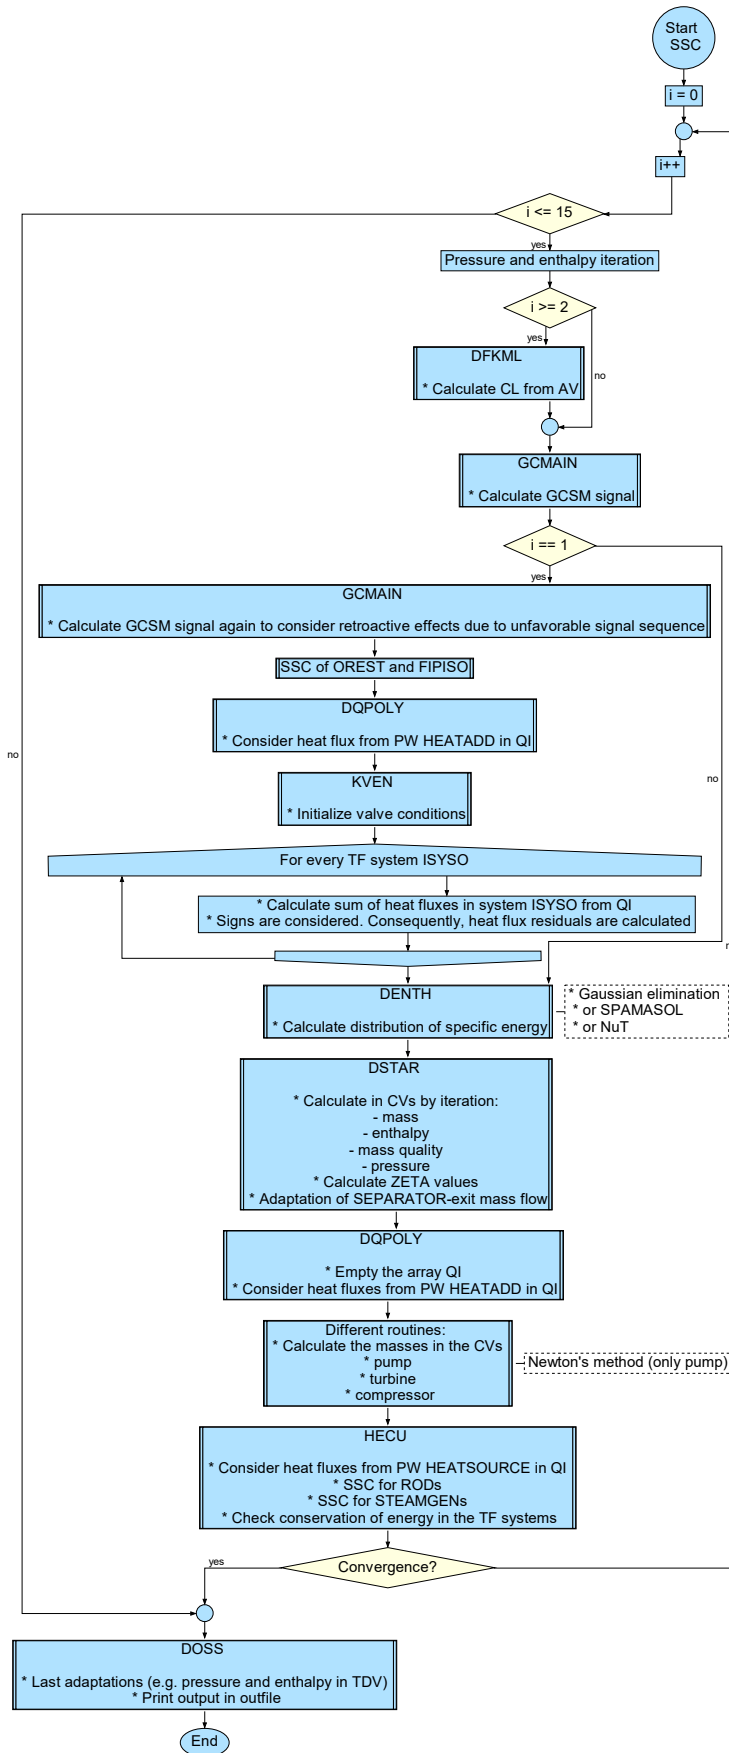 Start
SSC
i = 0
i++
i <= 15
yes
Pressure and enthalpy iteration
i >= 2
yes
DFKML
no
* Calculate CL from AV
GCMAIN
* Calculate GCSM signal
i == 1
yes
GCMAIN
* Calculate GCSM signal again to consider retroactive effects due to unfavorable signal sequence
SSC of OREST and FIPISO
DQPOLY
* Consider heat flux from PW HEATADD in QI
no
no
KVEN
* Initialize valve conditions
For every TF system ISYSO
* Calculate sum of heat fluxes in system ISYSO from QI
* Signs are considered. Consequently, heat flux residuals are calculated
DENTH
* Calculate distribution of specific energy
* Gaussian elimination
* or SPAMASOL
* or NuT
DSTAR
* Calculate in CVs by iteration:
- mass
- enthalpy
- mass quality
- pressure
* Calculate ZETA values
* Adaptation of SEPARATOR-exit mass flow
DQPOLY
* Empty the array QI
* Consider heat fluxes from PW HEATADD in QI
Different routines:
* Calculate the masses in the CVs
* pump
* turbine
* compressor
Newton's method (only pump)
HECU
* Consider heat fluxes from PW HEATSOURCE in QI
* SSC for RODs
* SSC for STEAMGENs
* Check conservation of energy in the TF systems
yes
Convergence?
DOSS
* Last adaptations (e.g. pressure and enthalpy in TDV)
* Print output in outfile
End